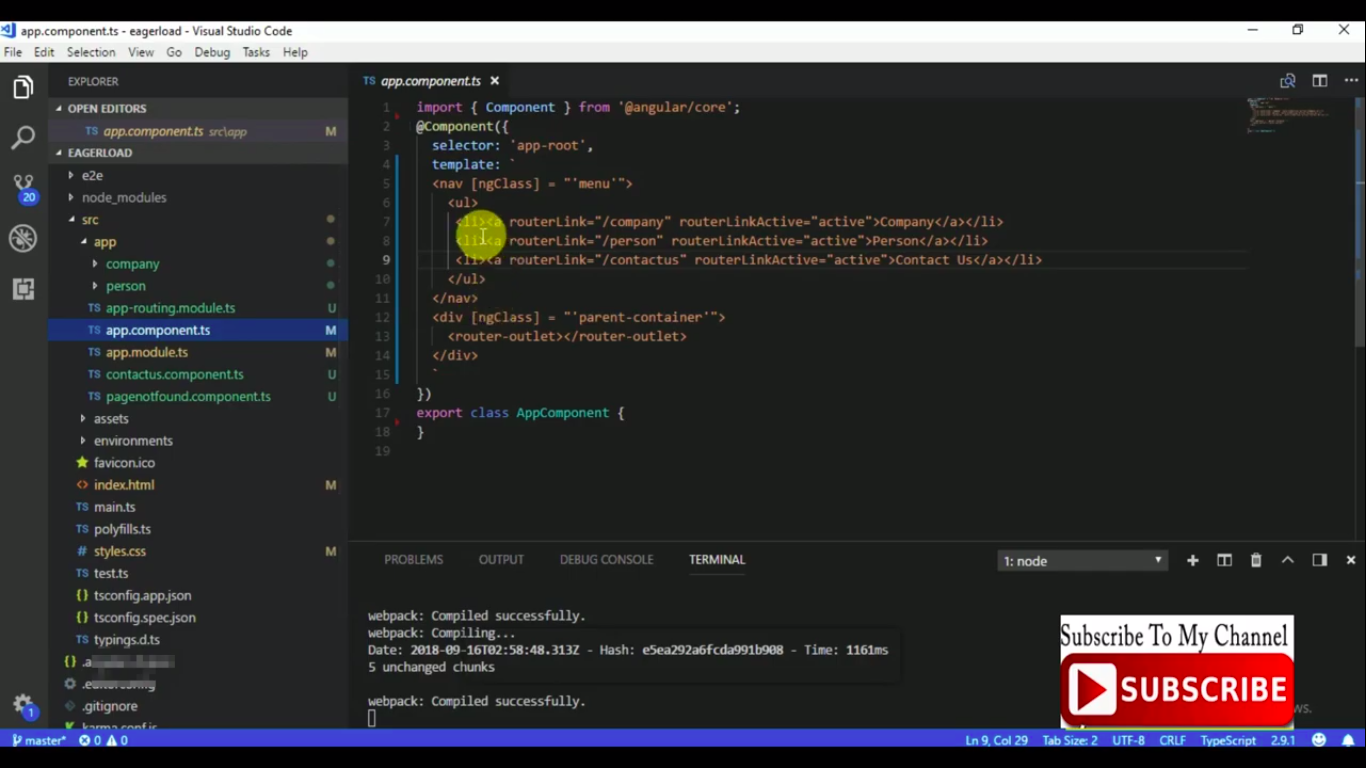 app.component.ts - eagerload - Visual Studio Code
File Edit Selection View Go Debug Tasks Help
EXPLORER
OPEN EDITORS
TS app.component.ts src\app M
EAGERLOAD
e2e
node_modules
src
app
company
person
TS app-routing.module.ts U
TS app.component.ts M
TS app.module.ts M
TS contactus.component.ts U
TS pagenotfound.component.ts U
assets
environments
favicon.ico
<> index.html M
TS main.ts
TS polyfills.ts
# styles.css M
TS test.ts
{} tsconfig.app.json
{} tsconfig.spec.json
TS typings.d.ts
.gitignore
karma.conf.js
20
1
TS app.component.ts
1 import { Component } from '@angular/core';
2 @Component({
3 selector: 'app-root',
4 template: `
5 <nav [ngClass] = "'menu'">
6 <ul>
7 <li><a routerLink="/company" routerLinkActive="active">Company</a></li>
8 <li><a routerLink="/person" routerLinkActive="active">Person</a></li>
9 <li><a routerLink="/contactus" routerLinkActive="active">Contact Us</a></li>
10 </ul>
11 </nav>
12 <div [ngClass] = "'parent-container'">
13 <router-outlet></router-outlet>
14 </div>
15 `
16 })
17 export class AppComponent {
18 }
19
PROBLEMS OUTPUT DEBUG CONSOLE TERMINAL 1: node
webpack: Compiled successfully.
webpack: Compiling...
Date: 2018-09-16T02:58:48.313Z - Hash: e5ea292a6fcda991b908 - Time: 1161ms
5 unchanged chunks
webpack: Compiled successfully.
Subscribe To My Channel
SUBSCRIBE
master* 0 0 Ln 9, Col 29 Tab Size: 2 UTF-8 CRLF TypeScript 2.9.1